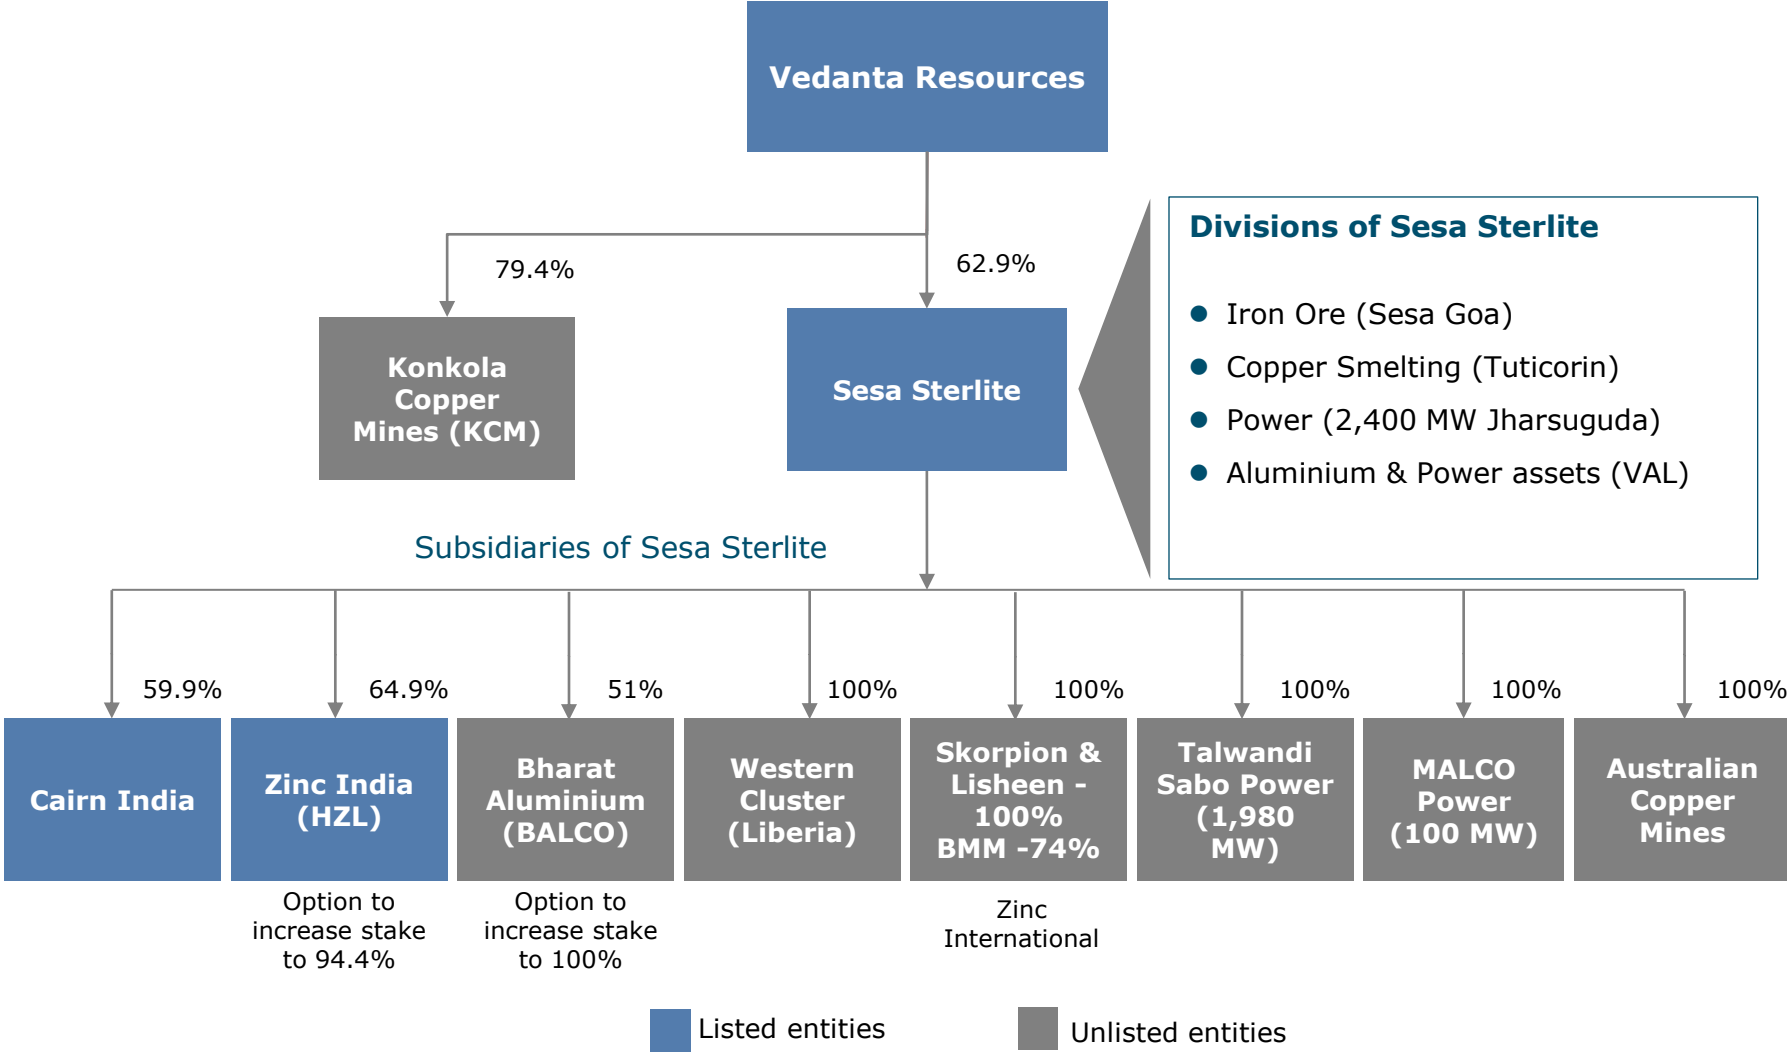 Vedanta Resources
79.4%
62.9%
Konkola
Copper
Mines (KCM)
Sesa Sterlite
Divisions of Sesa Sterlite
● Iron Ore (Sesa Goa)
● Copper Smelting (Tuticorin)
● Power (2,400 MW Jharsuguda)
● Aluminium & Power assets (VAL)
Subsidiaries of Sesa Sterlite
59.9%
64.9%
51%
100%
100%
100%
100%
100%
Cairn India
Zinc India
(HZL)
Bharat
Aluminium
(BALCO)
Western
Cluster
(Liberia)
Skorpion &
Lisheen -
100%
BMM -74%
Talwandi
Sabo Power
(1,980
MW)
MALCO
Power
(100 MW)
Australian
Copper
Mines
Option to
increase stake
to 94.4%
Option to
increase stake
to 100%
Zinc
International
Listed entities
Unlisted entities